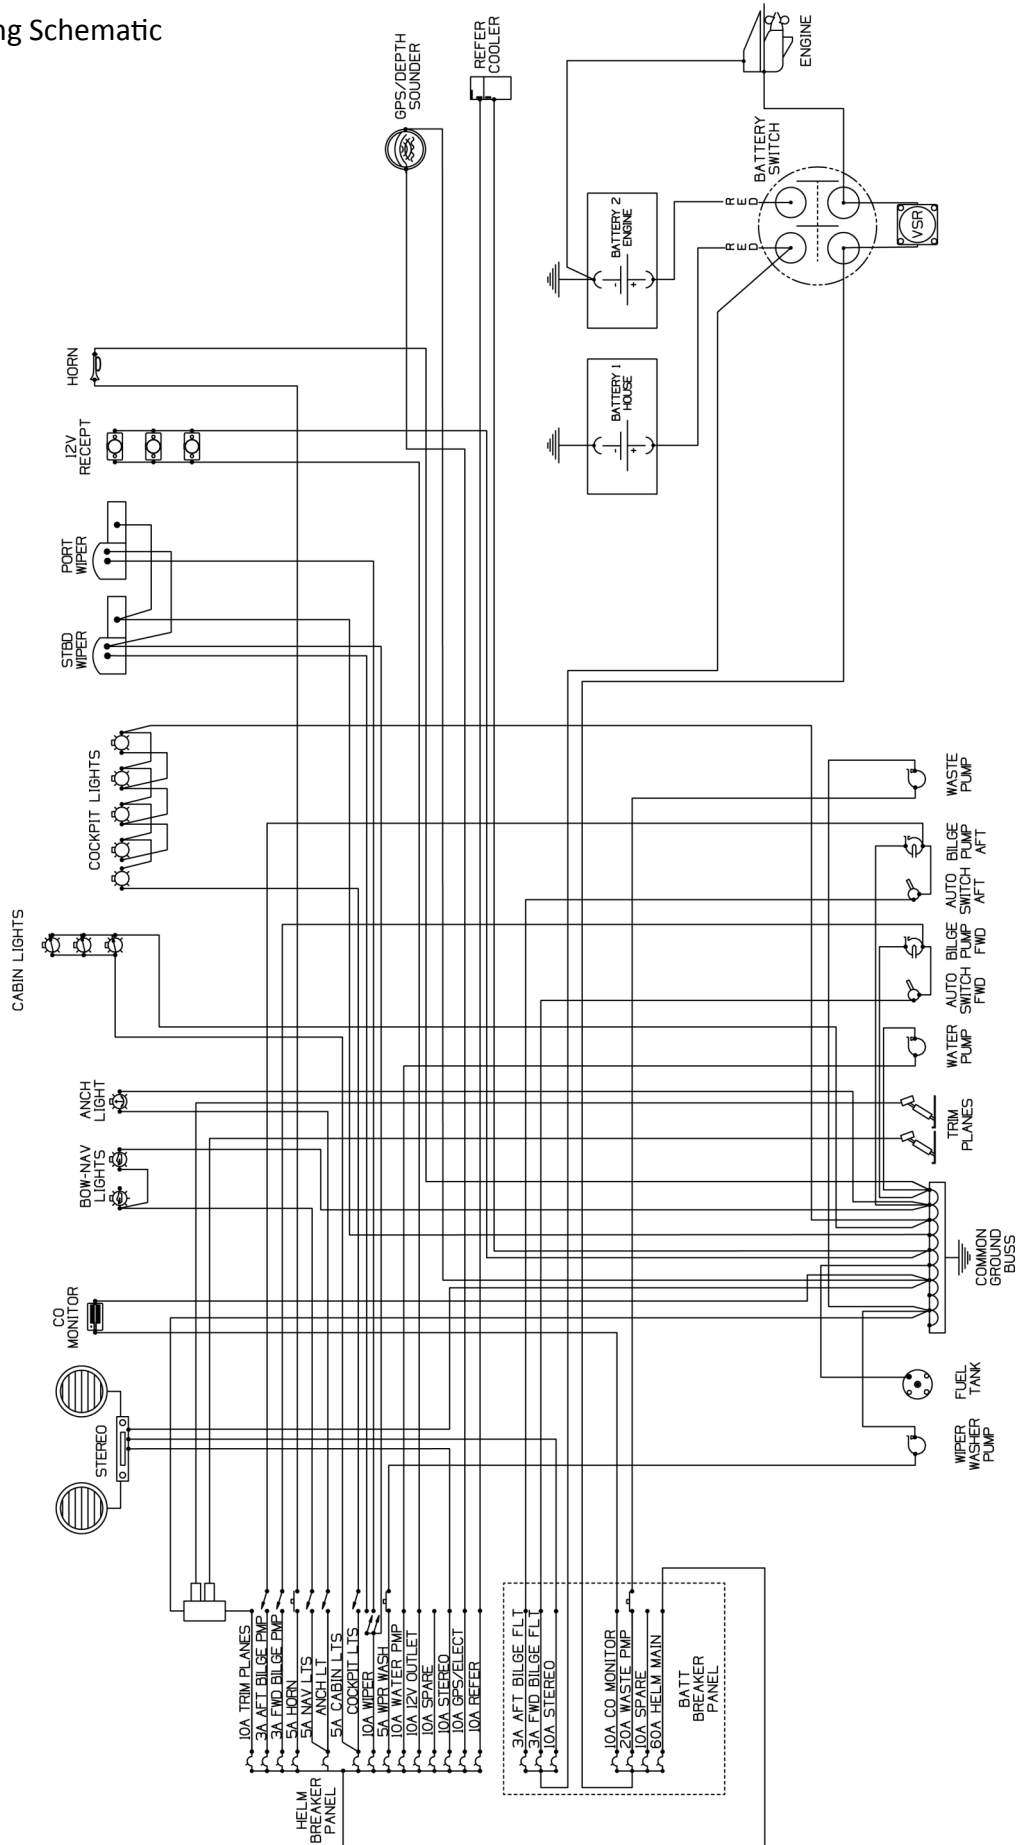 ng Schematic
ENGINE
REFER
COOLER
GPS/DEPTH
SOUNDER
BATTERY
SWITCH
RED
RED
VSR
BATTERY 2
ENGINE
-
+
BATTERY 1
HOUSE
-
+
HORN
12V
RECEPT
PORT
WIPER
STBD
WIPER
COCKPIT LIGHTS
CABIN LIGHTS
ANCH
LIGHT
BOW-NAV
LIGHTS
CO
MONITOR
STEREO
WASTE
PUMP
BILGE
PUMP
AFT
AUTO
SWITCH
AFT
BILGE
PUMP
FWD
AUTO
SWITCH
FWD
WATER
PUMP
TRIM
PLANES
COMMON
GROUND
BUSS
FUEL
TANK
WIPER
WASHER
PUMP
10A TRIM PLANES
3A AFT BILGE PMP
3A FWD BILGE PMP
5A HORN
5A NAV LTS
ANCH LT
5A CABIN LTS
COCKPIT LTS
10A WIPER
5A WPR WASH
10A WATER PMP
10A 12V OUTLET
10A SPARE
10A STEREO
10A GPS/ELECT
10A REFER
HELM
BREAKER
PANEL
3A AFT BILGE FLT
3A FWD BILGE FLT
10A STEREO
10A CO MONITOR
20A WASTE PMP
10A SPARE
60A HELM MAIN
BATT
BREAKER
PANEL